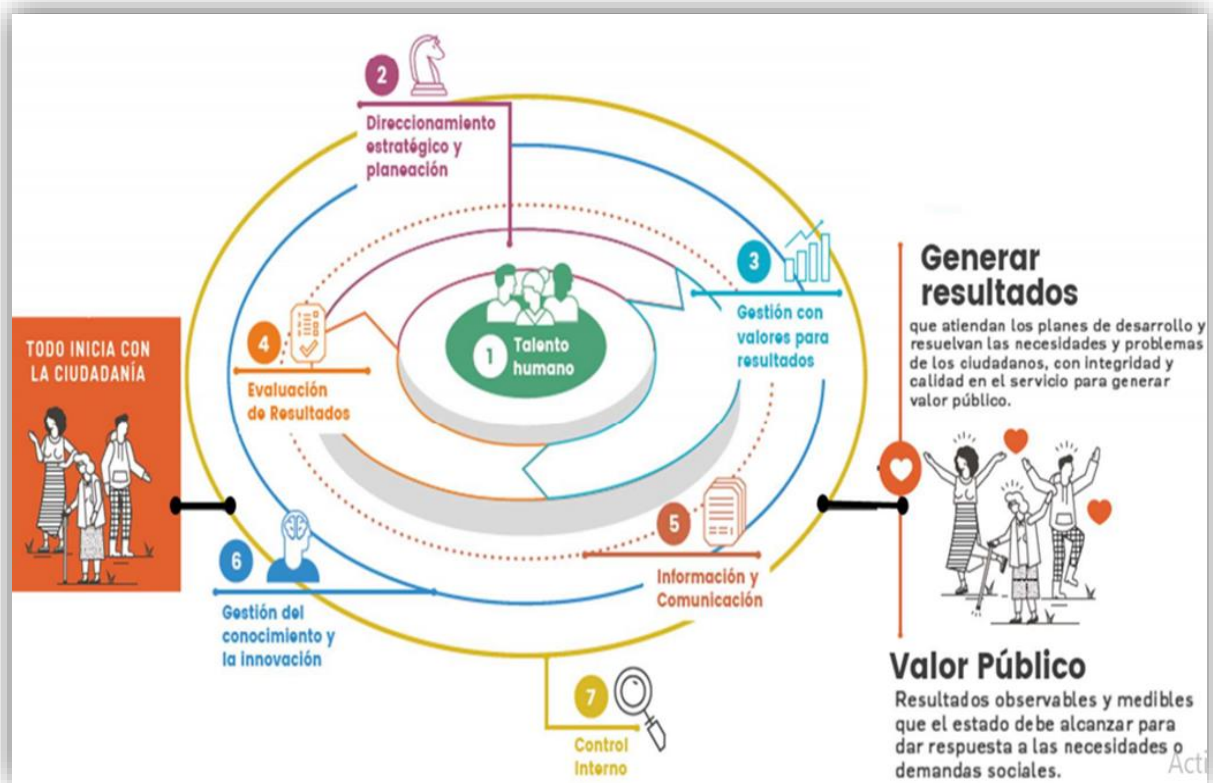 TODO INICIA CON
LA CIUDADANÍA
2
Direccionamiento
estratégico y
planeación
1
Talento
humano
3
Gestión con
valores para
resultados
4
Evaluación
de Resultados
5
Información y
Comunicación
6
Gestión del
conocimiento y
la innovación
7
Control
Interno
Generar
resultados
que atiendan los planes de desarrollo y
resuelvan las necesidades y problemas
de los ciudadanos, con integridad y
calidad en el servicio para generar
valor público.
Valor Público
Resultados observables y medibles
que el estado debe alcanzar para
dar respuesta a las necesidades o
demandas sociales.
Acti